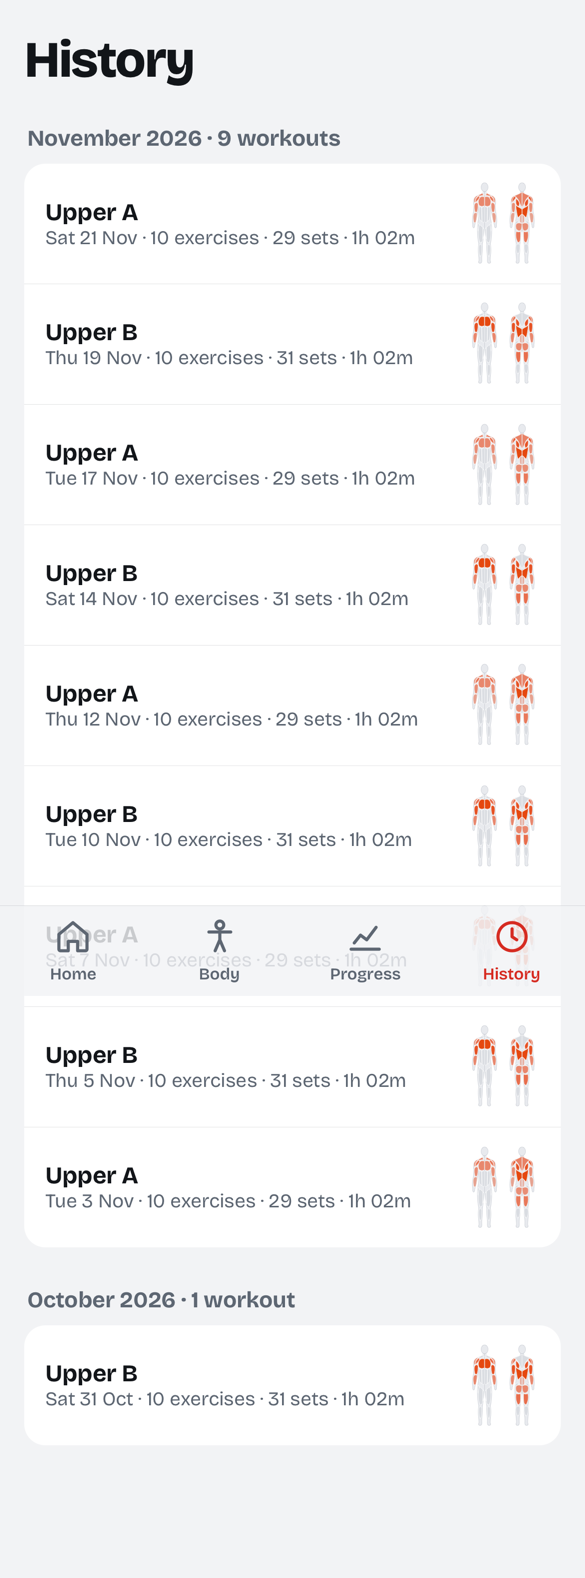 History
November 2026 · 9 workouts
Upper A
Sat 21 Nov · 10 exercises · 29 sets · 1h 02m
Upper B
Thu 19 Nov · 10 exercises · 31 sets · 1h 02m
Upper A
Tue 17 Nov · 10 exercises · 29 sets · 1h 02m
Upper B
Sat 14 Nov · 10 exercises · 31 sets · 1h 02m
Upper A
Thu 12 Nov · 10 exercises · 29 sets · 1h 02m
Upper B
Tue 10 Nov · 10 exercises · 31 sets · 1h 02m
Upper A
Sat 7 Nov · 10 exercises · 29 sets · 1h 02m
Home
Body
Progress
History
Upper B
Thu 5 Nov · 10 exercises · 31 sets · 1h 02m
Upper A
Tue 3 Nov · 10 exercises · 29 sets · 1h 02m
October 2026 · 1 workout
Upper B
Sat 31 Oct · 10 exercises · 31 sets · 1h 02m